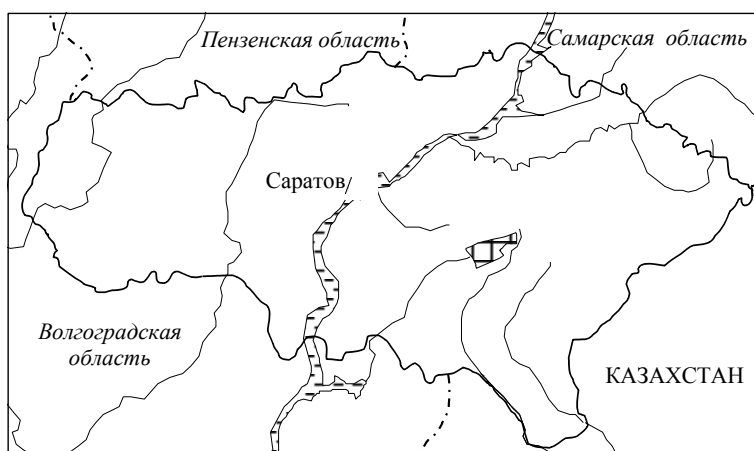 Пензенская область
Самарская область
Саратов
Волгоградская
область
КАЗАХСТАН